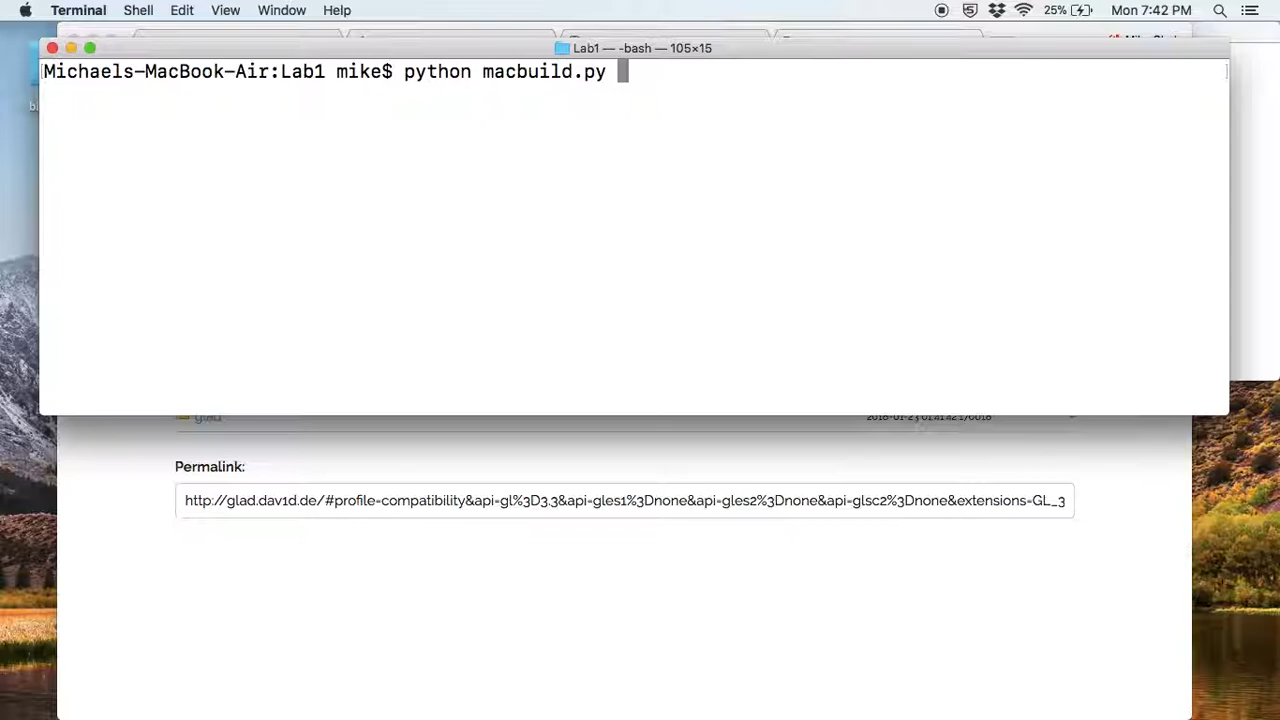 Terminal Shell Edit View Window Help 25% Mon 7:42 PM
Lab1 — -bash — 105×15
Michaels-MacBook-Air:Lab1 mike$ python macbuild.py
glad
Permalink:
http://glad.dav1d.de/#profile=compatibility&api=gl%3D3.3&api=gles1%3Dnone&api=gles2%3Dnone&api=glsc2%3Dnone&extensions=GL_3